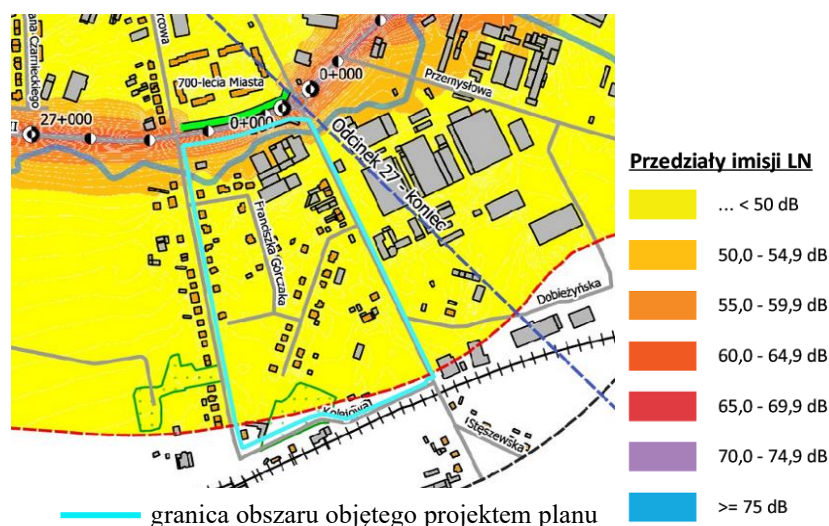 ana Czarnieckiego
rcowa
700-lecia Miasta
0+000
Przemysłowa
27+000
0+000
Odcinek 27 - koniec
Franciszka Górczaka
Dobieżyńska
Kolejowa
Stęszewska
Przedziały imisji LN
... < 50 dB
50,0 - 54,9 dB
55,0 - 59,9 dB
60,0 - 64,9 dB
65,0 - 69,9 dB
70,0 - 74,9 dB
>= 75 dB
granica obszaru objętego projektem planu